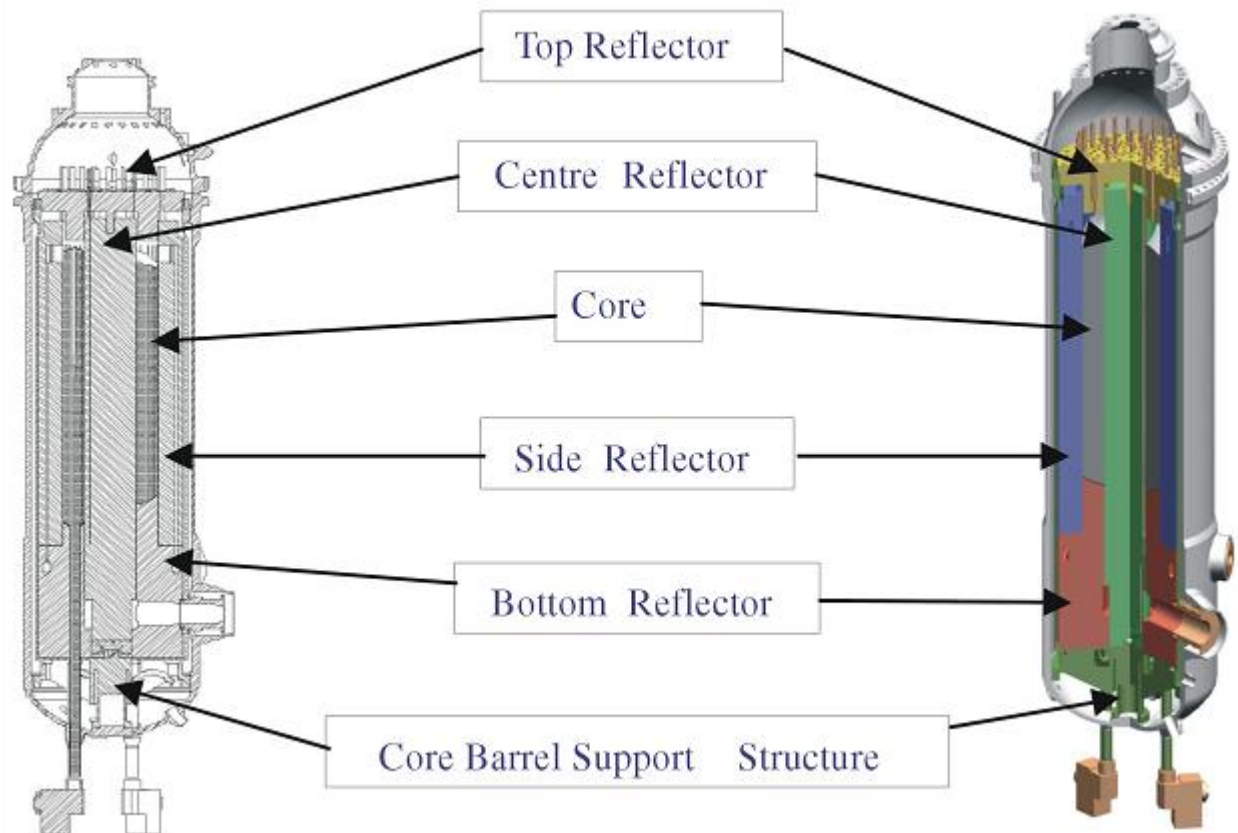 Top Reflector
Centre Reflector
Core
Side Reflector
Bottom Reflector
Core Barrel Support Structure